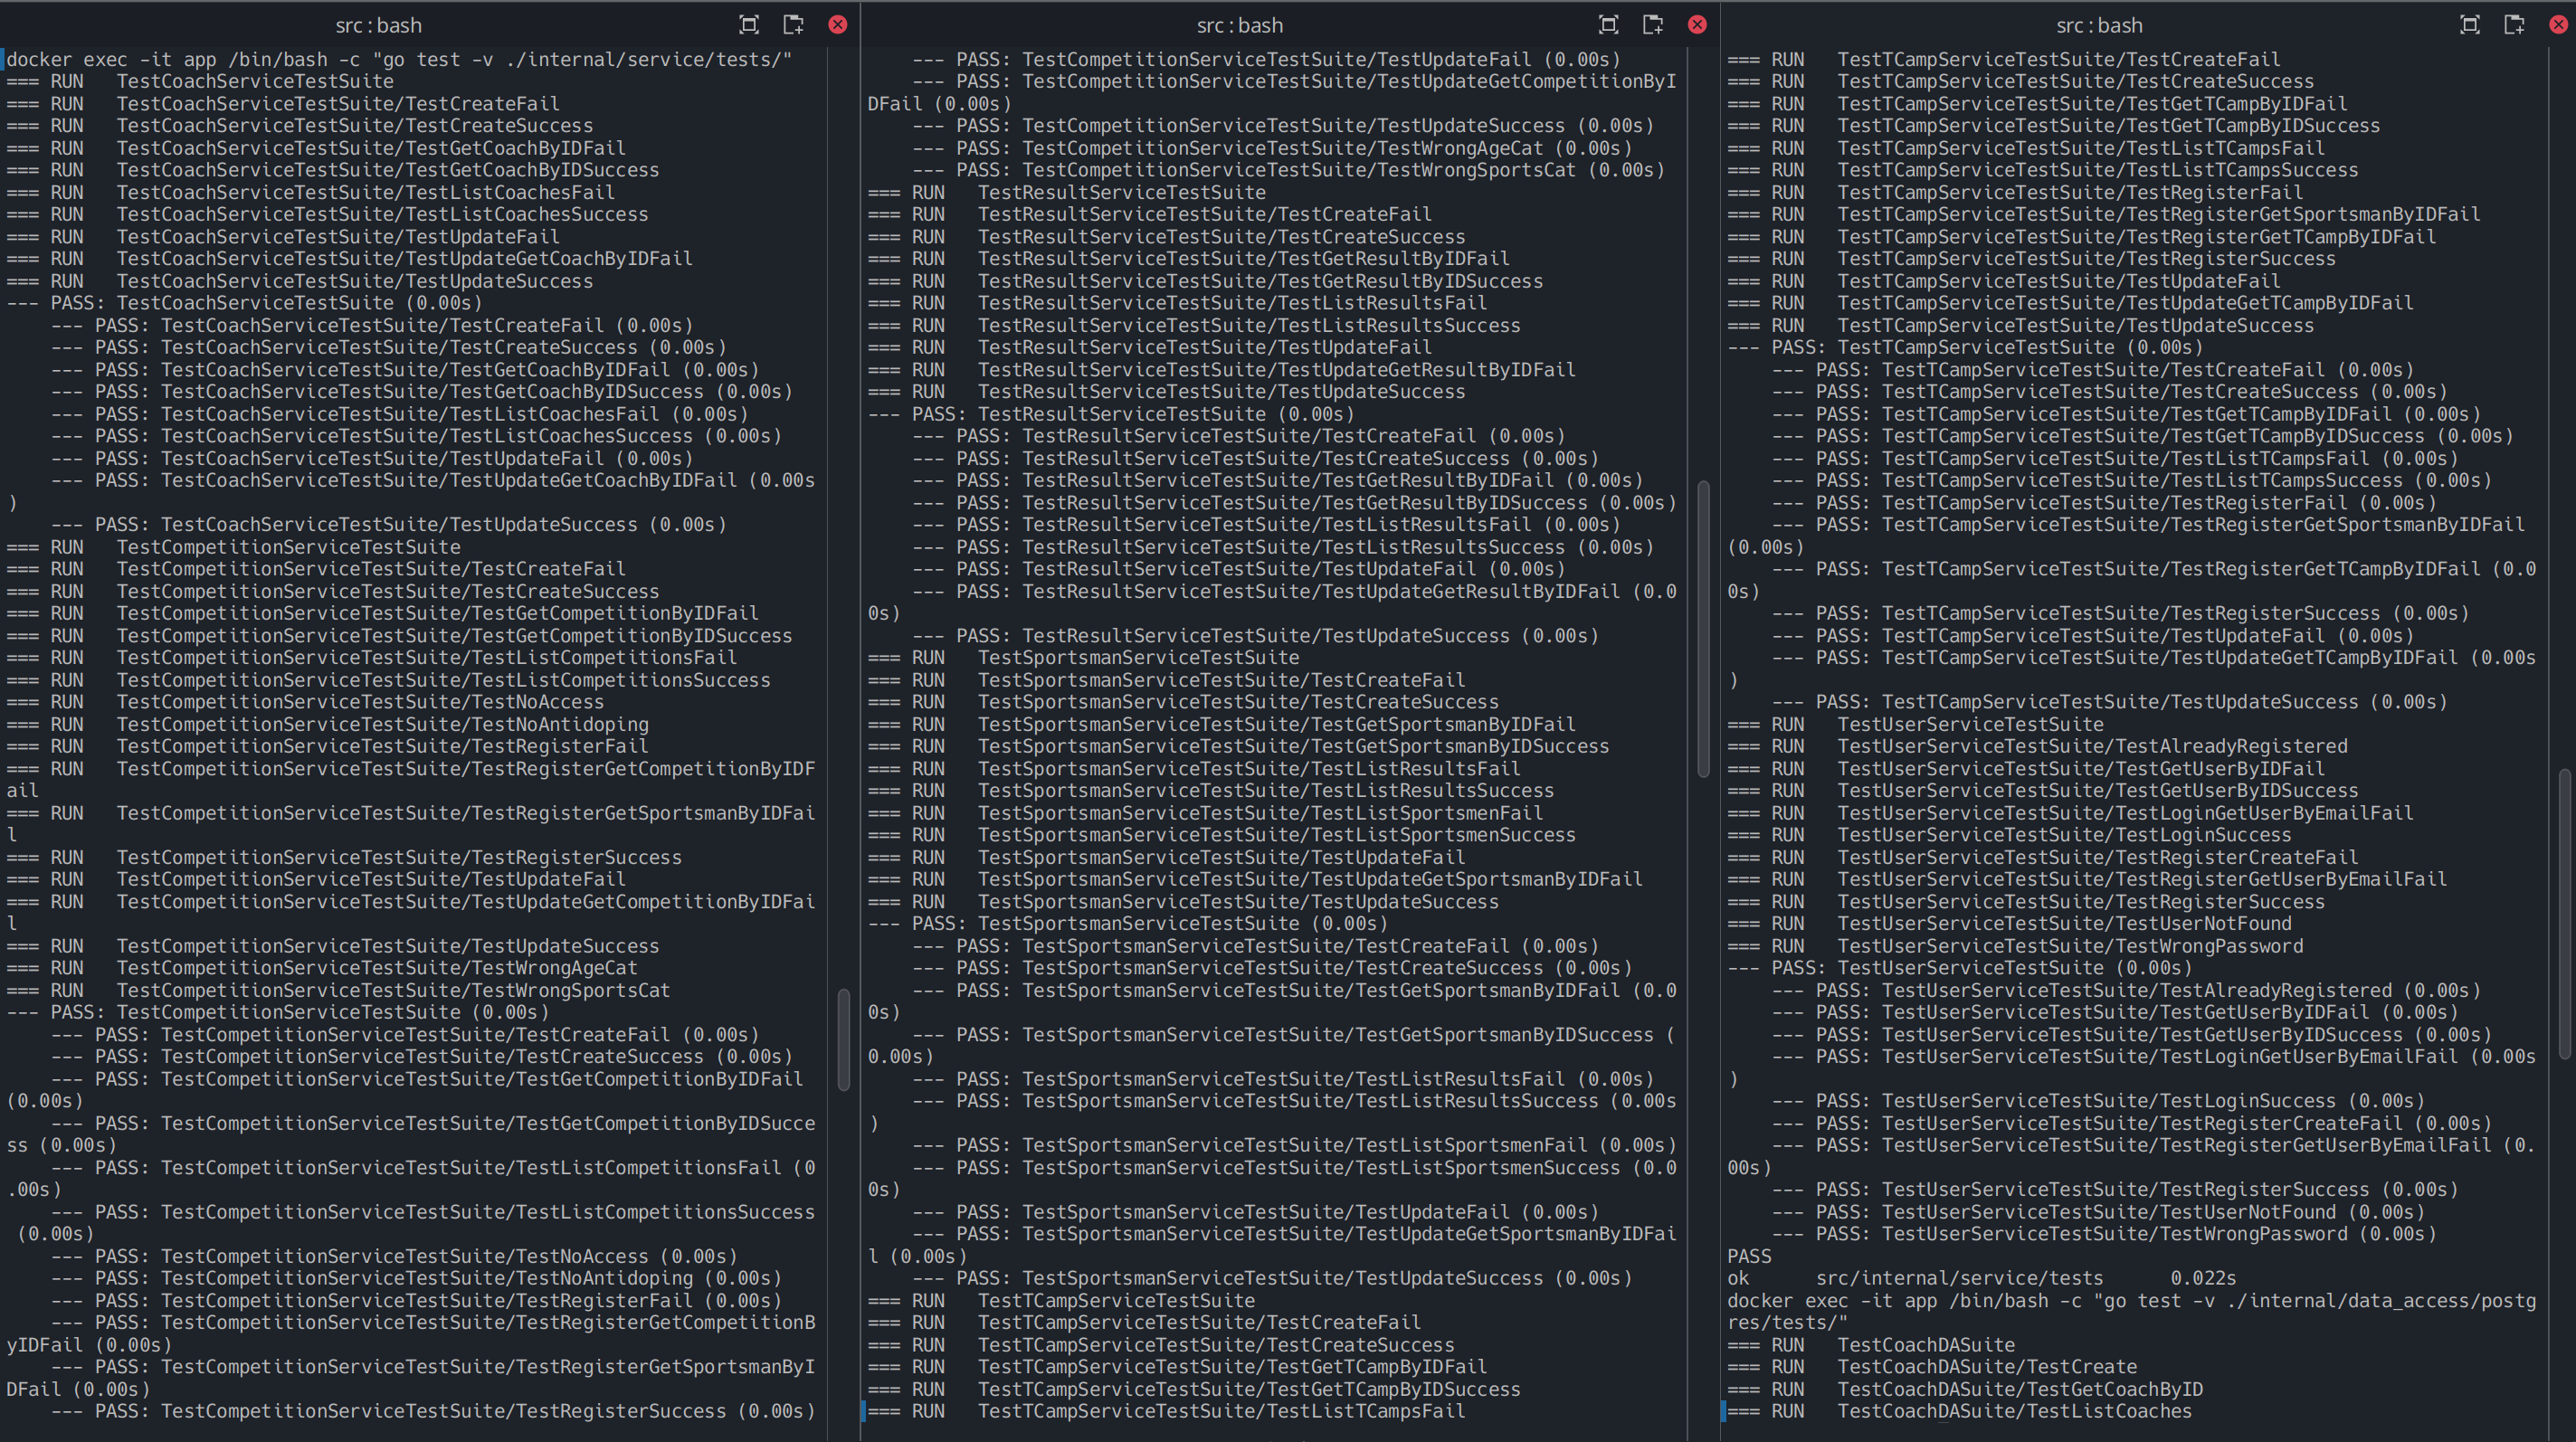 src : bash
docker exec -it app /bin/bash -c "go test -v ./internal/service/tests/"
=== RUN   TestCoachServiceTestSuite
=== RUN   TestCoachServiceTestSuite/TestCreateFail
=== RUN   TestCoachServiceTestSuite/TestCreateSuccess
=== RUN   TestCoachServiceTestSuite/TestGetCoachByIDFail
=== RUN   TestCoachServiceTestSuite/TestGetCoachByIDSuccess
=== RUN   TestCoachServiceTestSuite/TestListCoachesFail
=== RUN   TestCoachServiceTestSuite/TestListCoachesSuccess
=== RUN   TestCoachServiceTestSuite/TestUpdateFail
=== RUN   TestCoachServiceTestSuite/TestUpdateGetCoachByIDFail
=== RUN   TestCoachServiceTestSuite/TestUpdateSuccess
--- PASS: TestCoachServiceTestSuite (0.00s)
    --- PASS: TestCoachServiceTestSuite/TestCreateFail (0.00s)
    --- PASS: TestCoachServiceTestSuite/TestCreateSuccess (0.00s)
    --- PASS: TestCoachServiceTestSuite/TestGetCoachByIDFail (0.00s)
    --- PASS: TestCoachServiceTestSuite/TestGetCoachByIDSuccess (0.00s)
    --- PASS: TestCoachServiceTestSuite/TestListCoachesFail (0.00s)
    --- PASS: TestCoachServiceTestSuite/TestListCoachesSuccess (0.00s)
    --- PASS: TestCoachServiceTestSuite/TestUpdateFail (0.00s)
    --- PASS: TestCoachServiceTestSuite/TestUpdateGetCoachByIDFail (0.00s
)
    --- PASS: TestCoachServiceTestSuite/TestUpdateSuccess (0.00s)
=== RUN   TestCompetitionServiceTestSuite
=== RUN   TestCompetitionServiceTestSuite/TestCreateFail
=== RUN   TestCompetitionServiceTestSuite/TestCreateSuccess
=== RUN   TestCompetitionServiceTestSuite/TestGetCompetitionByIDFail
=== RUN   TestCompetitionServiceTestSuite/TestGetCompetitionByIDSuccess
=== RUN   TestCompetitionServiceTestSuite/TestListCompetitionsFail
=== RUN   TestCompetitionServiceTestSuite/TestListCompetitionsSuccess
=== RUN   TestCompetitionServiceTestSuite/TestNoAccess
=== RUN   TestCompetitionServiceTestSuite/TestNoAntidoping
=== RUN   TestCompetitionServiceTestSuite/TestRegisterFail
=== RUN   TestCompetitionServiceTestSuite/TestRegisterGetCompetitionByIDF
ail
=== RUN   TestCompetitionServiceTestSuite/TestRegisterGetSportsmanByIDFai
l
=== RUN   TestCompetitionServiceTestSuite/TestRegisterSuccess
=== RUN   TestCompetitionServiceTestSuite/TestUpdateFail
=== RUN   TestCompetitionServiceTestSuite/TestUpdateGetCompetitionByIDFai
l
=== RUN   TestCompetitionServiceTestSuite/TestUpdateSuccess
=== RUN   TestCompetitionServiceTestSuite/TestWrongAgeCat
=== RUN   TestCompetitionServiceTestSuite/TestWrongSportsCat
--- PASS: TestCompetitionServiceTestSuite (0.00s)
    --- PASS: TestCompetitionServiceTestSuite/TestCreateFail (0.00s)
    --- PASS: TestCompetitionServiceTestSuite/TestCreateSuccess (0.00s)
    --- PASS: TestCompetitionServiceTestSuite/TestGetCompetitionByIDFail
(0.00s)
    --- PASS: TestCompetitionServiceTestSuite/TestGetCompetitionByIDSucce
ss (0.00s)
    --- PASS: TestCompetitionServiceTestSuite/TestListCompetitionsFail (0
.00s)
    --- PASS: TestCompetitionServiceTestSuite/TestListCompetitionsSuccess
 (0.00s)
    --- PASS: TestCompetitionServiceTestSuite/TestNoAccess (0.00s)
    --- PASS: TestCompetitionServiceTestSuite/TestNoAntidoping (0.00s)
    --- PASS: TestCompetitionServiceTestSuite/TestRegisterFail (0.00s)
    --- PASS: TestCompetitionServiceTestSuite/TestRegisterGetCompetitionB
yIDFail (0.00s)
    --- PASS: TestCompetitionServiceTestSuite/TestRegisterGetSportsmanByI
DFail (0.00s)
    --- PASS: TestCompetitionServiceTestSuite/TestRegisterSuccess (0.00s)
src : bash
    --- PASS: TestCompetitionServiceTestSuite/TestUpdateFail (0.00s)
    --- PASS: TestCompetitionServiceTestSuite/TestUpdateGetCompetitionByI
DFail (0.00s)
    --- PASS: TestCompetitionServiceTestSuite/TestUpdateSuccess (0.00s)
    --- PASS: TestCompetitionServiceTestSuite/TestWrongAgeCat (0.00s)
    --- PASS: TestCompetitionServiceTestSuite/TestWrongSportsCat (0.00s)
=== RUN   TestResultServiceTestSuite
=== RUN   TestResultServiceTestSuite/TestCreateFail
=== RUN   TestResultServiceTestSuite/TestCreateSuccess
=== RUN   TestResultServiceTestSuite/TestGetResultByIDFail
=== RUN   TestResultServiceTestSuite/TestGetResultByIDSuccess
=== RUN   TestResultServiceTestSuite/TestListResultsFail
=== RUN   TestResultServiceTestSuite/TestListResultsSuccess
=== RUN   TestResultServiceTestSuite/TestUpdateFail
=== RUN   TestResultServiceTestSuite/TestUpdateGetResultByIDFail
=== RUN   TestResultServiceTestSuite/TestUpdateSuccess
--- PASS: TestResultServiceTestSuite (0.00s)
    --- PASS: TestResultServiceTestSuite/TestCreateFail (0.00s)
    --- PASS: TestResultServiceTestSuite/TestCreateSuccess (0.00s)
    --- PASS: TestResultServiceTestSuite/TestGetResultByIDFail (0.00s)
    --- PASS: TestResultServiceTestSuite/TestGetResultByIDSuccess (0.00s)
    --- PASS: TestResultServiceTestSuite/TestListResultsFail (0.00s)
    --- PASS: TestResultServiceTestSuite/TestListResultsSuccess (0.00s)
    --- PASS: TestResultServiceTestSuite/TestUpdateFail (0.00s)
    --- PASS: TestResultServiceTestSuite/TestUpdateGetResultByIDFail (0.0
0s)
    --- PASS: TestResultServiceTestSuite/TestUpdateSuccess (0.00s)
=== RUN   TestSportsmanServiceTestSuite
=== RUN   TestSportsmanServiceTestSuite/TestCreateFail
=== RUN   TestSportsmanServiceTestSuite/TestCreateSuccess
=== RUN   TestSportsmanServiceTestSuite/TestGetSportsmanByIDFail
=== RUN   TestSportsmanServiceTestSuite/TestGetSportsmanByIDSuccess
=== RUN   TestSportsmanServiceTestSuite/TestListResultsFail
=== RUN   TestSportsmanServiceTestSuite/TestListResultsSuccess
=== RUN   TestSportsmanServiceTestSuite/TestListSportsmenFail
=== RUN   TestSportsmanServiceTestSuite/TestListSportsmenSuccess
=== RUN   TestSportsmanServiceTestSuite/TestUpdateFail
=== RUN   TestSportsmanServiceTestSuite/TestUpdateGetSportsmanByIDFail
=== RUN   TestSportsmanServiceTestSuite/TestUpdateSuccess
--- PASS: TestSportsmanServiceTestSuite (0.00s)
    --- PASS: TestSportsmanServiceTestSuite/TestCreateFail (0.00s)
    --- PASS: TestSportsmanServiceTestSuite/TestCreateSuccess (0.00s)
    --- PASS: TestSportsmanServiceTestSuite/TestGetSportsmanByIDFail (0.0
0s)
    --- PASS: TestSportsmanServiceTestSuite/TestGetSportsmanByIDSuccess (
0.00s)
    --- PASS: TestSportsmanServiceTestSuite/TestListResultsFail (0.00s)
    --- PASS: TestSportsmanServiceTestSuite/TestListResultsSuccess (0.00s
)
    --- PASS: TestSportsmanServiceTestSuite/TestListSportsmenFail (0.00s)
    --- PASS: TestSportsmanServiceTestSuite/TestListSportsmenSuccess (0.0
0s)
    --- PASS: TestSportsmanServiceTestSuite/TestUpdateFail (0.00s)
    --- PASS: TestSportsmanServiceTestSuite/TestUpdateGetSportsmanByIDFai
l (0.00s)
    --- PASS: TestSportsmanServiceTestSuite/TestUpdateSuccess (0.00s)
=== RUN   TestTCampServiceTestSuite
=== RUN   TestTCampServiceTestSuite/TestCreateFail
=== RUN   TestTCampServiceTestSuite/TestCreateSuccess
=== RUN   TestTCampServiceTestSuite/TestGetTCampByIDFail
=== RUN   TestTCampServiceTestSuite/TestGetTCampByIDSuccess
=== RUN   TestTCampServiceTestSuite/TestListTCampsFail
src : bash
=== RUN   TestTCampServiceTestSuite/TestCreateFail
=== RUN   TestTCampServiceTestSuite/TestCreateSuccess
=== RUN   TestTCampServiceTestSuite/TestGetTCampByIDFail
=== RUN   TestTCampServiceTestSuite/TestGetTCampByIDSuccess
=== RUN   TestTCampServiceTestSuite/TestListTCampsFail
=== RUN   TestTCampServiceTestSuite/TestListTCampsSuccess
=== RUN   TestTCampServiceTestSuite/TestRegisterFail
=== RUN   TestTCampServiceTestSuite/TestRegisterGetSportsmanByIDFail
=== RUN   TestTCampServiceTestSuite/TestRegisterGetTCampByIDFail
=== RUN   TestTCampServiceTestSuite/TestRegisterSuccess
=== RUN   TestTCampServiceTestSuite/TestUpdateFail
=== RUN   TestTCampServiceTestSuite/TestUpdateGetTCampByIDFail
=== RUN   TestTCampServiceTestSuite/TestUpdateSuccess
--- PASS: TestTCampServiceTestSuite (0.00s)
    --- PASS: TestTCampServiceTestSuite/TestCreateFail (0.00s)
    --- PASS: TestTCampServiceTestSuite/TestCreateSuccess (0.00s)
    --- PASS: TestTCampServiceTestSuite/TestGetTCampByIDFail (0.00s)
    --- PASS: TestTCampServiceTestSuite/TestGetTCampByIDSuccess (0.00s)
    --- PASS: TestTCampServiceTestSuite/TestListTCampsFail (0.00s)
    --- PASS: TestTCampServiceTestSuite/TestListTCampsSuccess (0.00s)
    --- PASS: TestTCampServiceTestSuite/TestRegisterFail (0.00s)
    --- PASS: TestTCampServiceTestSuite/TestRegisterGetSportsmanByIDFail
(0.00s)
    --- PASS: TestTCampServiceTestSuite/TestRegisterGetTCampByIDFail (0.0
0s)
    --- PASS: TestTCampServiceTestSuite/TestRegisterSuccess (0.00s)
    --- PASS: TestTCampServiceTestSuite/TestUpdateFail (0.00s)
    --- PASS: TestTCampServiceTestSuite/TestUpdateGetTCampByIDFail (0.00s
)
    --- PASS: TestTCampServiceTestSuite/TestUpdateSuccess (0.00s)
=== RUN   TestUserServiceTestSuite
=== RUN   TestUserServiceTestSuite/TestAlreadyRegistered
=== RUN   TestUserServiceTestSuite/TestGetUserByIDFail
=== RUN   TestUserServiceTestSuite/TestGetUserByIDSuccess
=== RUN   TestUserServiceTestSuite/TestLoginGetUserByEmailFail
=== RUN   TestUserServiceTestSuite/TestLoginSuccess
=== RUN   TestUserServiceTestSuite/TestRegisterCreateFail
=== RUN   TestUserServiceTestSuite/TestRegisterGetUserByEmailFail
=== RUN   TestUserServiceTestSuite/TestRegisterSuccess
=== RUN   TestUserServiceTestSuite/TestUserNotFound
=== RUN   TestUserServiceTestSuite/TestWrongPassword
--- PASS: TestUserServiceTestSuite (0.00s)
    --- PASS: TestUserServiceTestSuite/TestAlreadyRegistered (0.00s)
    --- PASS: TestUserServiceTestSuite/TestGetUserByIDFail (0.00s)
    --- PASS: TestUserServiceTestSuite/TestGetUserByIDSuccess (0.00s)
    --- PASS: TestUserServiceTestSuite/TestLoginGetUserByEmailFail (0.00s
)
    --- PASS: TestUserServiceTestSuite/TestLoginSuccess (0.00s)
    --- PASS: TestUserServiceTestSuite/TestRegisterCreateFail (0.00s)
    --- PASS: TestUserServiceTestSuite/TestRegisterGetUserByEmailFail (0.
00s)
    --- PASS: TestUserServiceTestSuite/TestRegisterSuccess (0.00s)
    --- PASS: TestUserServiceTestSuite/TestUserNotFound (0.00s)
    --- PASS: TestUserServiceTestSuite/TestWrongPassword (0.00s)
PASS
ok      src/internal/service/tests      0.022s
docker exec -it app /bin/bash -c "go test -v ./internal/data_access/postg
res/tests/"
=== RUN   TestCoachDASuite
=== RUN   TestCoachDASuite/TestCreate
=== RUN   TestCoachDASuite/TestGetCoachByID
=== RUN   TestCoachDASuite/TestListCoaches